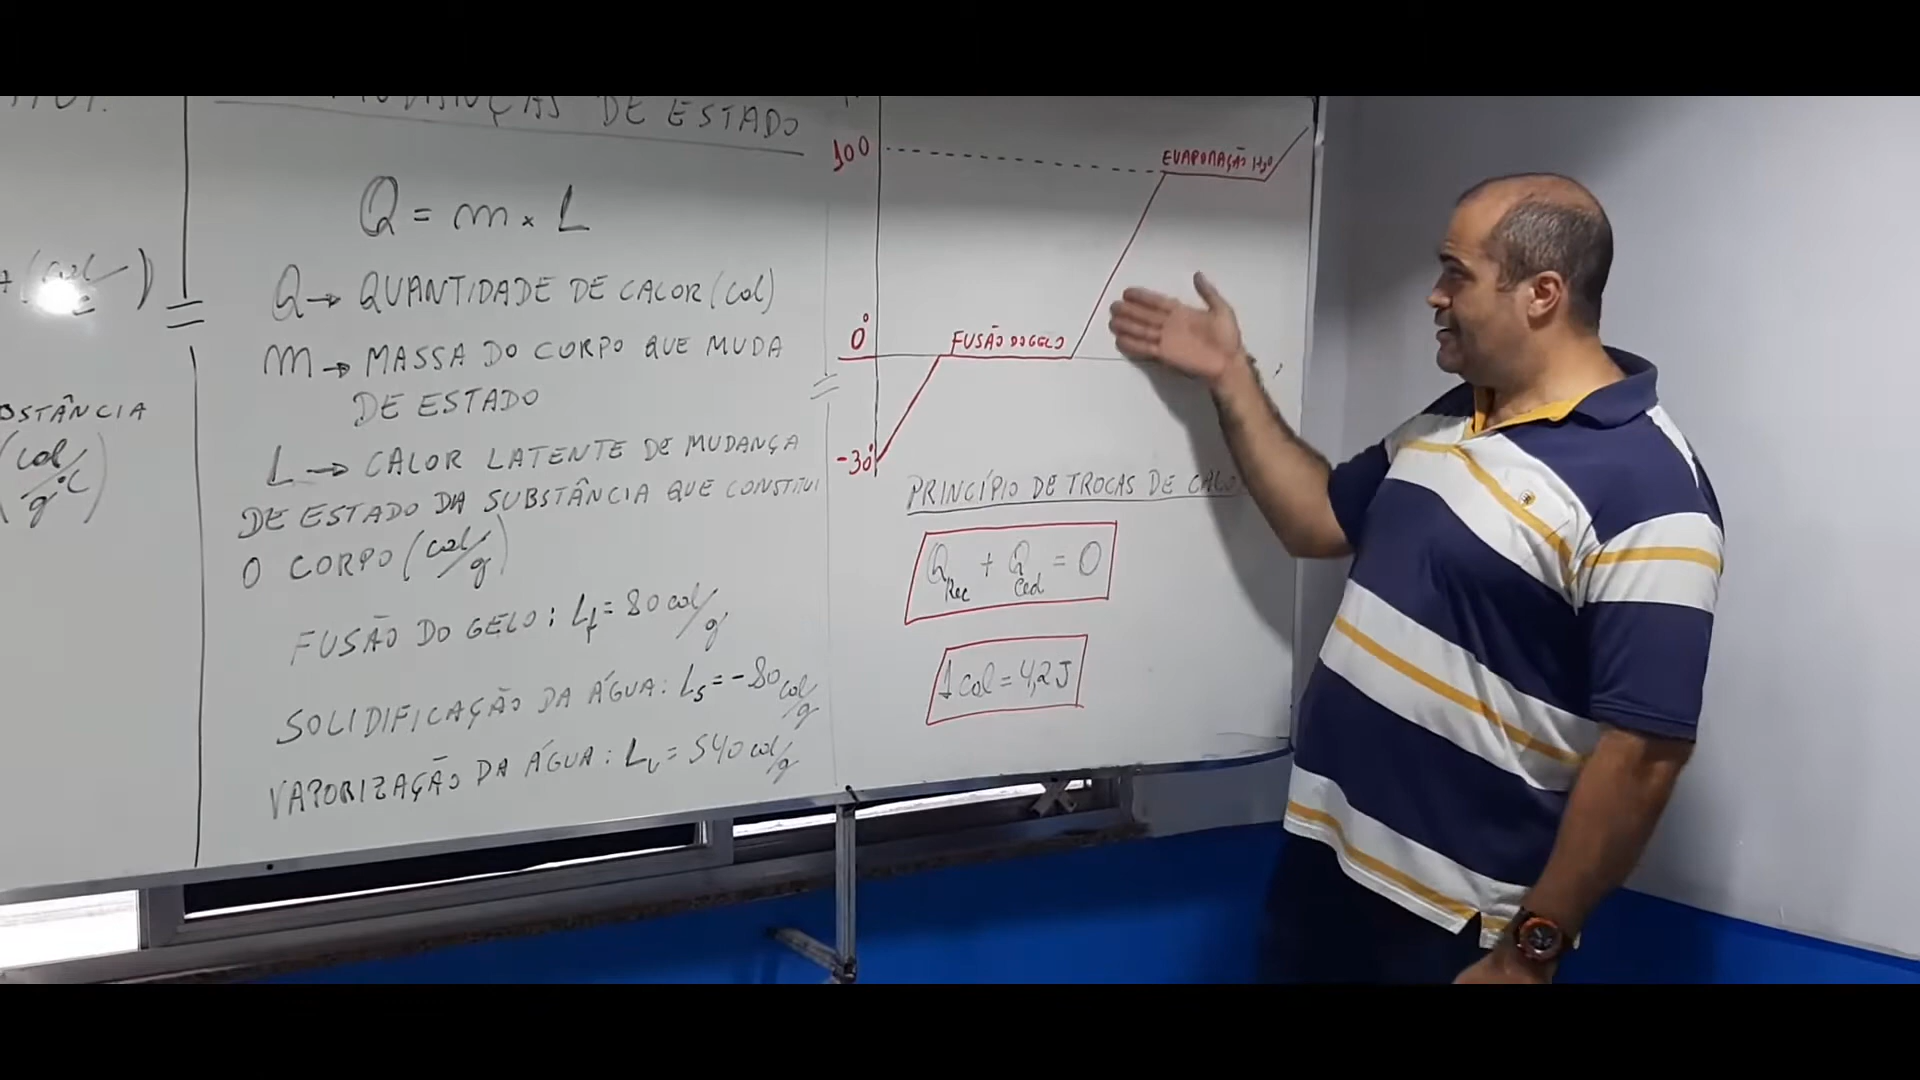 MUDANÇAS DE ESTADO
Q = m x L
Q → QUANTIDADE DE CALOR (cal)
m → MASSA DO CORPO QUE MUDA
DE ESTADO
L → CALOR LATENTE DE MUDANÇA
DE ESTADO DA SUBSTÂNCIA QUE CONSTITUI
O CORPO (cal/g)
FUSÃO DO GELO: Lf = 80 cal/g
SOLIDIFICAÇÃO DA ÁGUA: Ls = -80 cal/g
VAPORIZAÇÃO DA ÁGUA: Lv = 540 cal/g
(cal/g°C)
100
EVAPORAÇÃO H2O
0°
FUSÃO DO GELO
-30°
PRINCÍPIO DE TROCAS DE CALO
QRec + QCed = 0
1 cal = 4,2 J